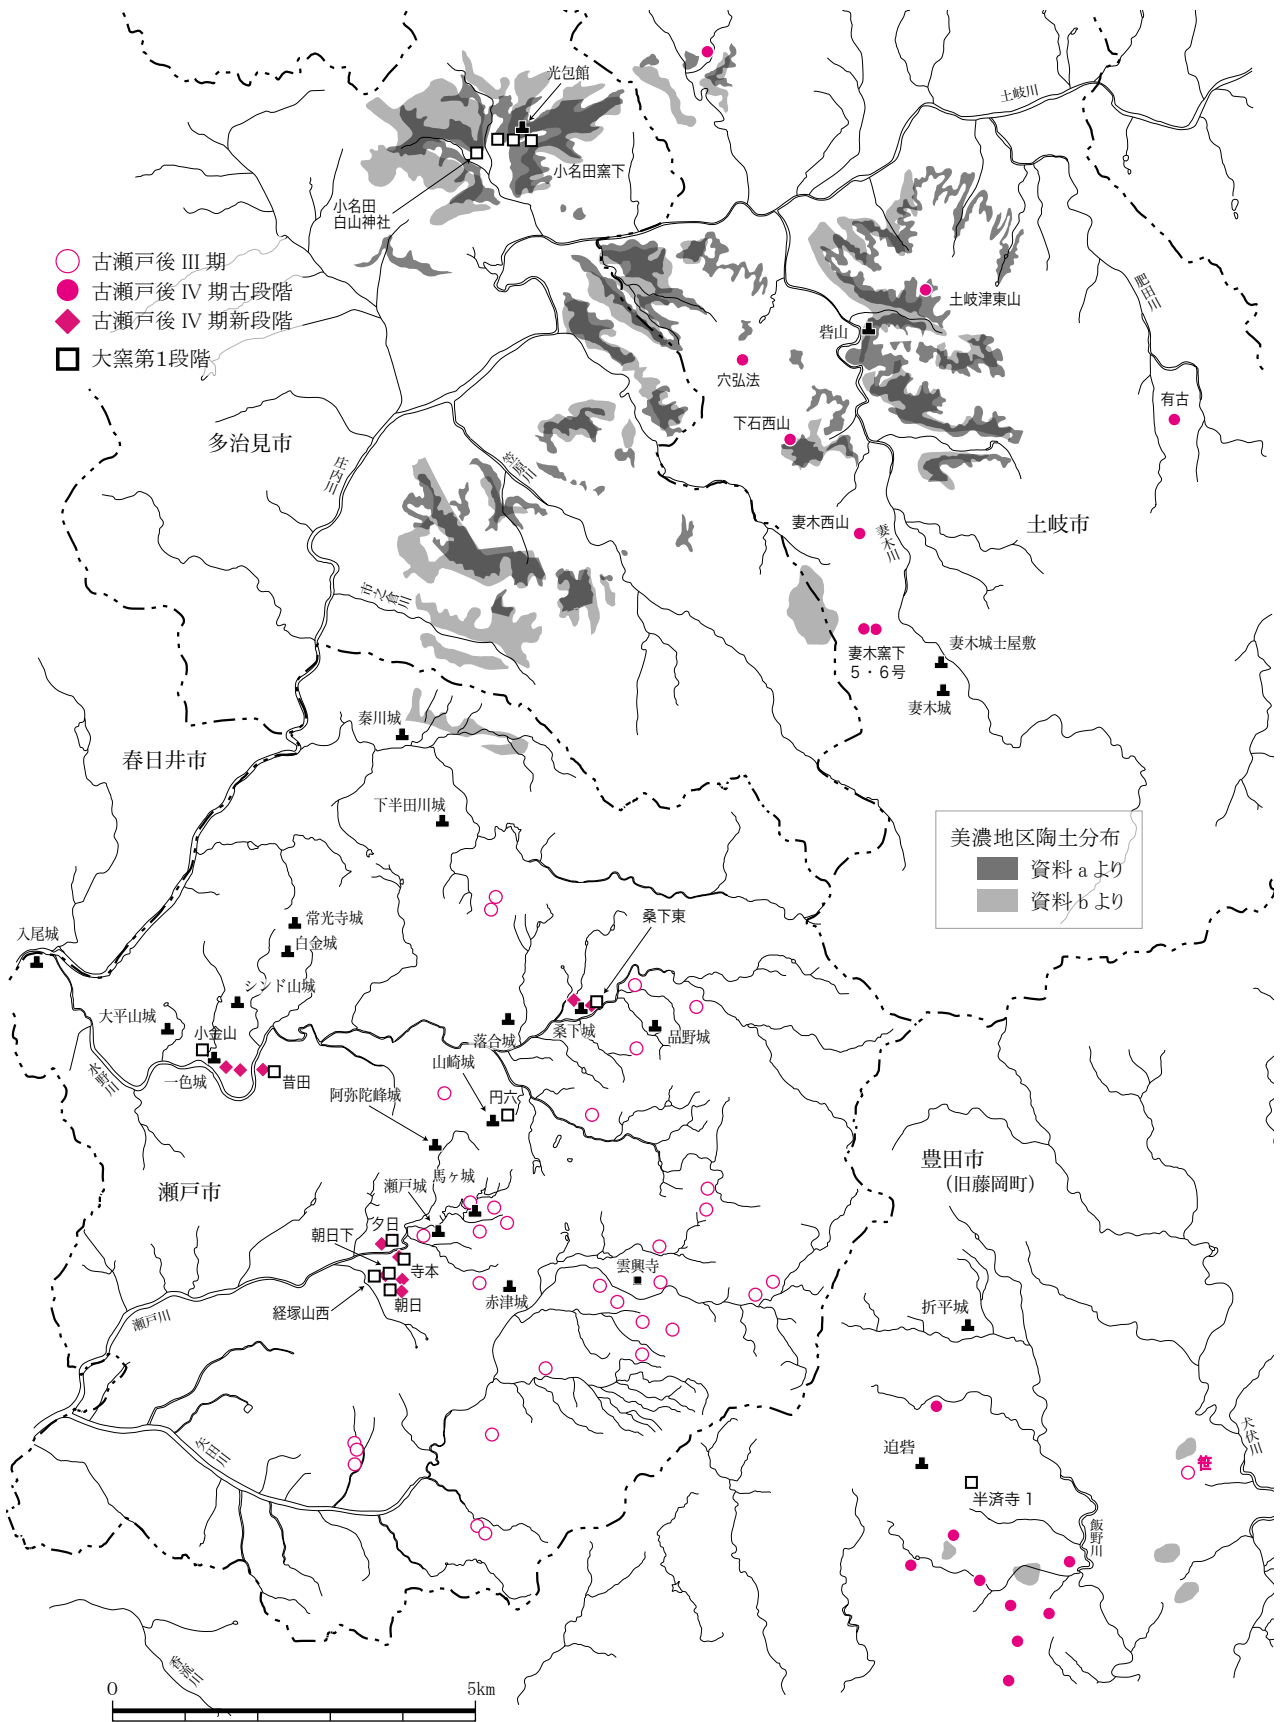 光包館
土岐川
小名田窯下
小名田
白山神社
古瀬戸後 III 期
古瀬戸後 IV 期古段階
古瀬戸後 IV 期新段階
大窯第1段階
土岐津東山
肥田川
砦山
穴弘法
有古
下石西山
多治見市
庄内川
笠原川
妻木西山
妻木川
土岐市
市之倉川
妻木窯下
5・6号
妻木城士屋敷
妻木城
秦川城
春日井市
下半田川城
美濃地区陶土分布
資料 a より
資料 b より
常光寺城
白金城
桑下東
入尾城
シンド山城
大平山城
小金山
落合城
桑下城
品野城
水野川
一色城
昔田
山崎城
阿弥陀峰城
円六
瀬戸市
豊田市
(旧藤岡町)
瀬戸城
馬ヶ城
夕日
朝日下
寺本
雲興寺
赤津城
経塚山西
朝日
瀬戸川
折平城
矢田川
犬伏川
迫砦
笹
半済寺 1
飯野川
香流川
0
5km